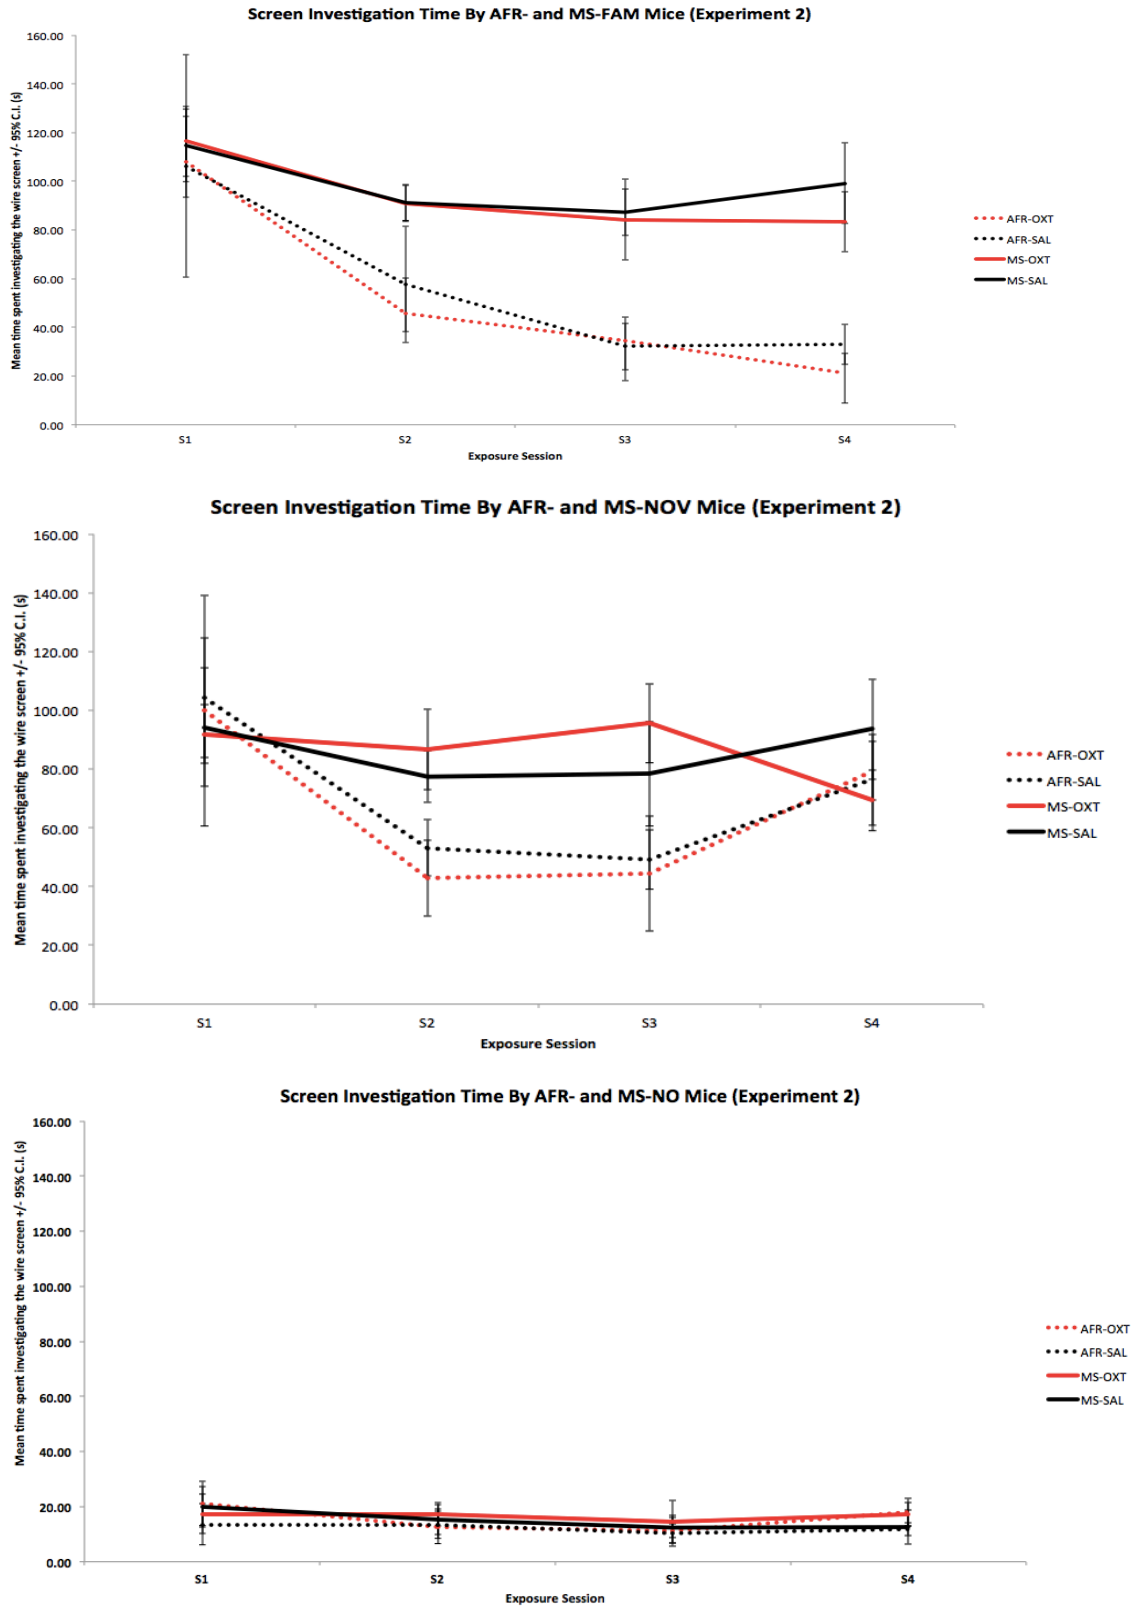 Screen Investigation Time By AFR- and MS-FAM Mice (Experiment 2)
Mean time spent investigating the wire screen +/- 95% C.I. (s)
160.00
140.00
120.00
100.00
80.00
60.00
40.00
20.00
0.00
S1 S2 S3 S4
Exposure Session
AFR-OXT
AFR-SAL
MS-OXT
MS-SAL
Screen Investigation Time By AFR- and MS-NOV Mice (Experiment 2)
Mean time spent investigating the wire screen +/- 95% C.I. (s)
160.00
140.00
120.00
100.00
80.00
60.00
40.00
20.00
0.00
S1 S2 S3 S4
Exposure Session
AFR-OXT
AFR-SAL
MS-OXT
MS-SAL
Screen Investigation Time By AFR- and MS-NO Mice (Experiment 2)
Mean time spent investigating the wire screen +/- 95% C.I. (s)
160.00
140.00
120.00
100.00
80.00
60.00
40.00
20.00
0.00
S1 S2 S3 S4
Exposure Session
AFR-OXT
AFR-SAL
MS-OXT
MS-SAL